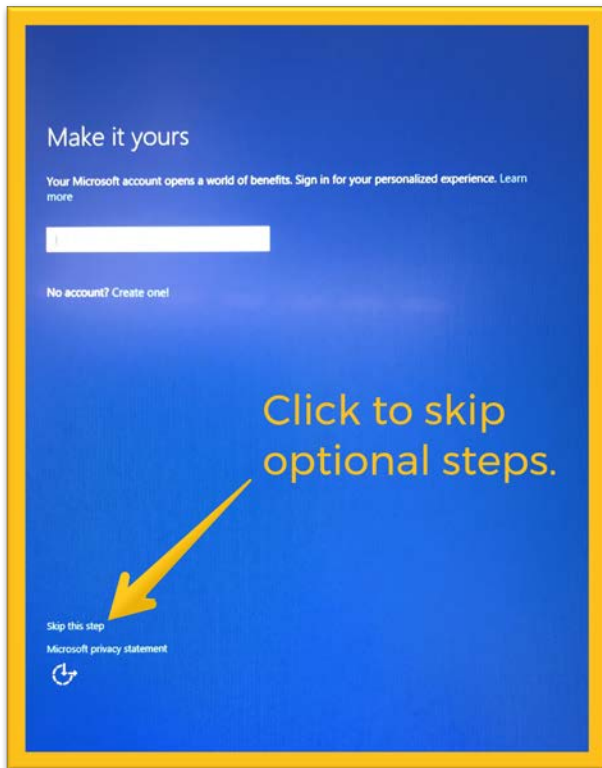 Make it yours
Your Microsoft account opens a world of benefits. Sign in for your personalized experience. Learn
more
No account? Create one!
Click to skip
optional steps.
Skip this step
Microsoft privacy statement